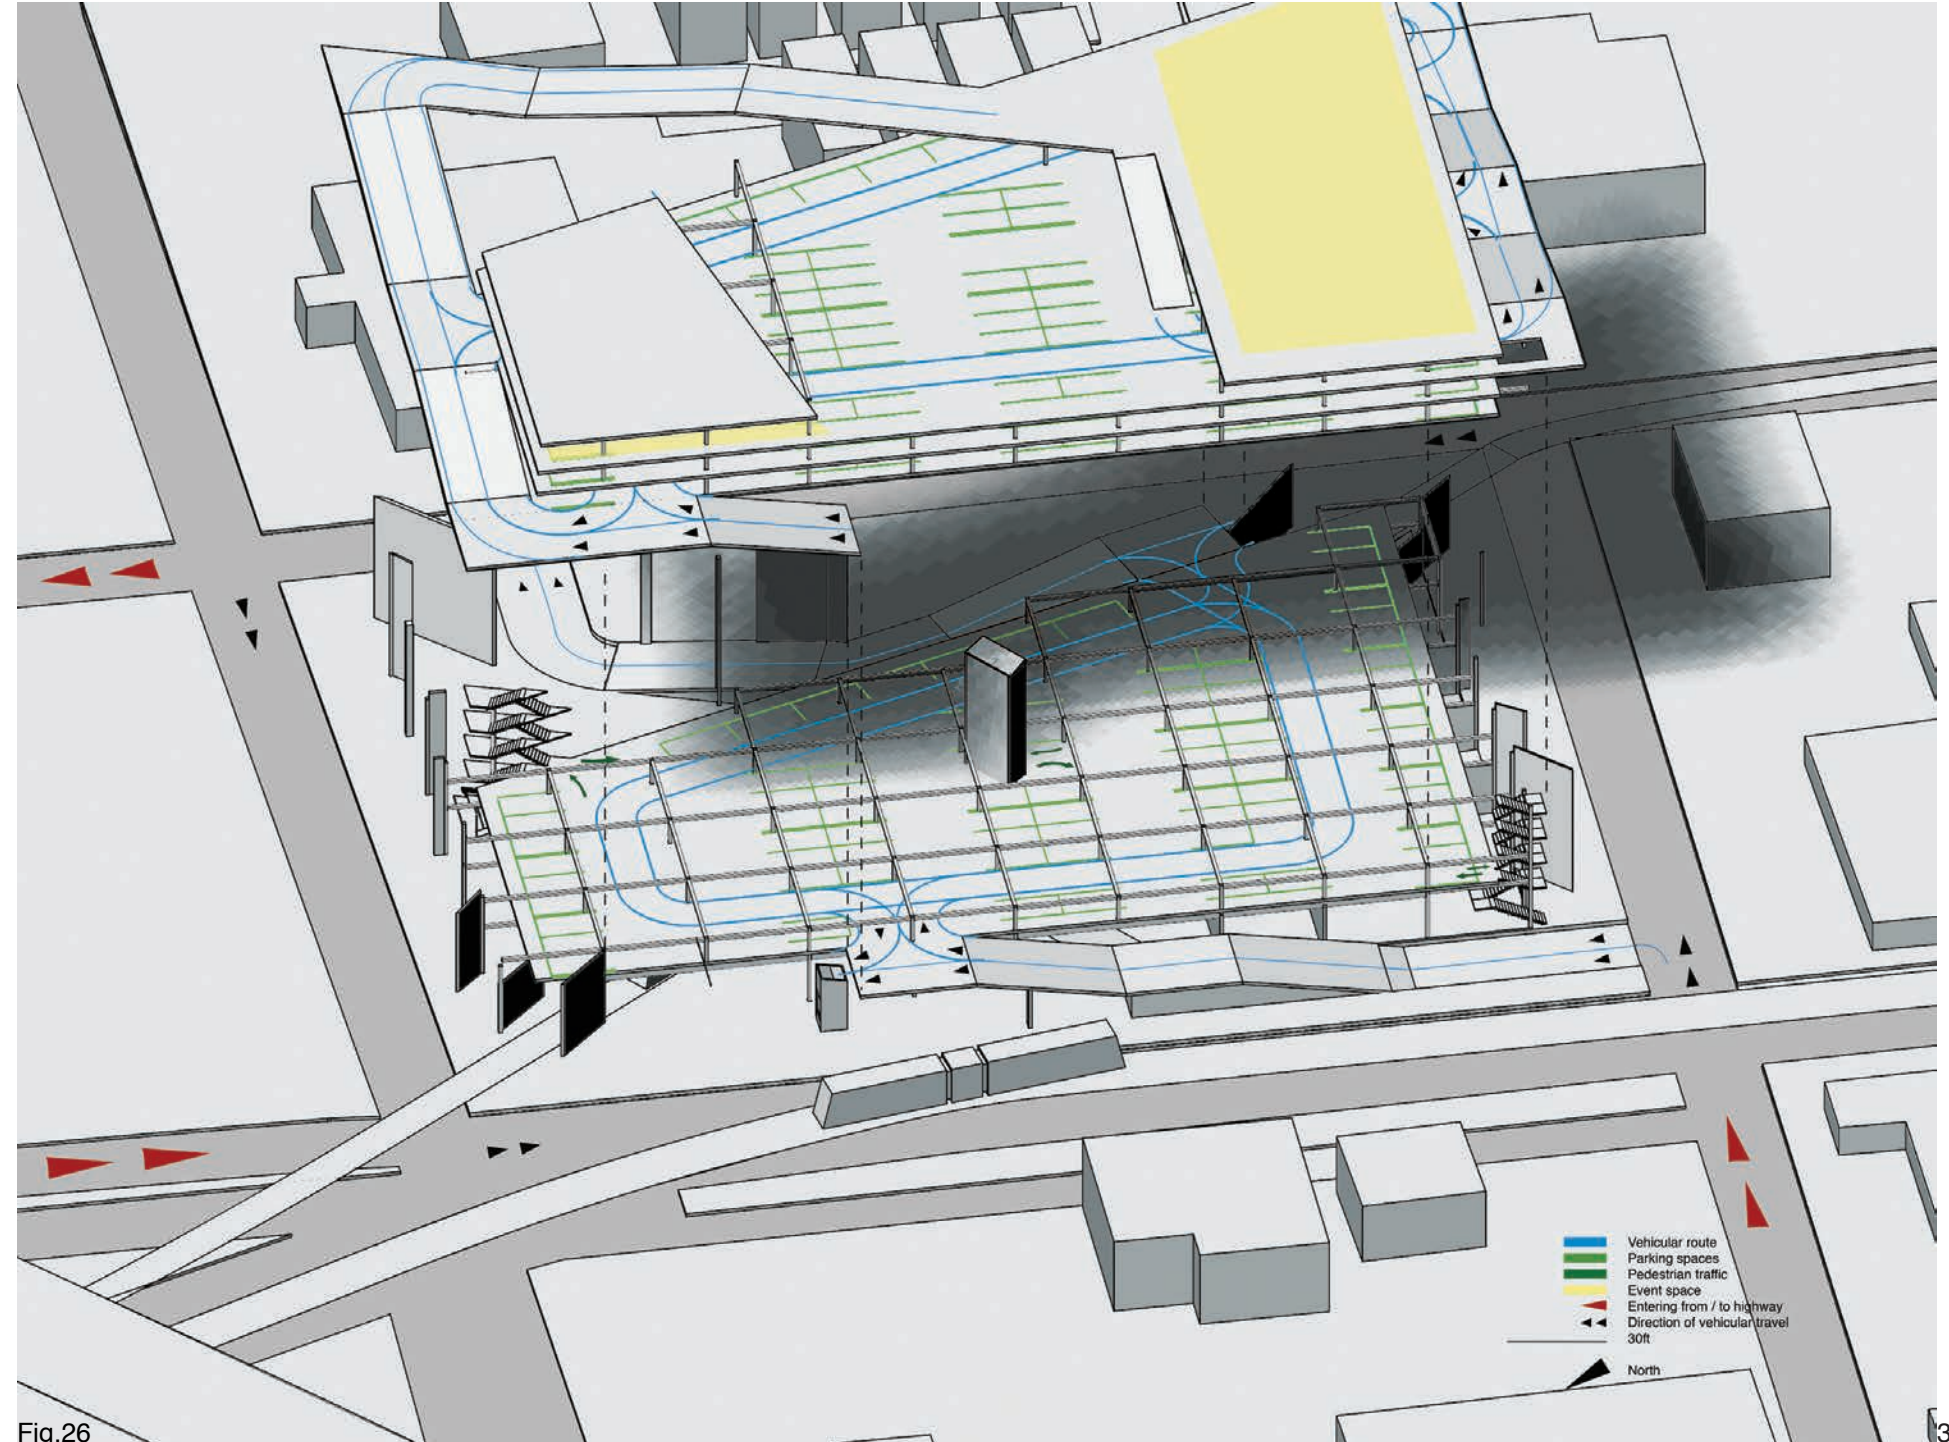 Vehicular route
Parking spaces
Pedestrian traffic
Event space
Entering from / to highway
Direction of vehicular travel
30ft
North
Fig.26
3